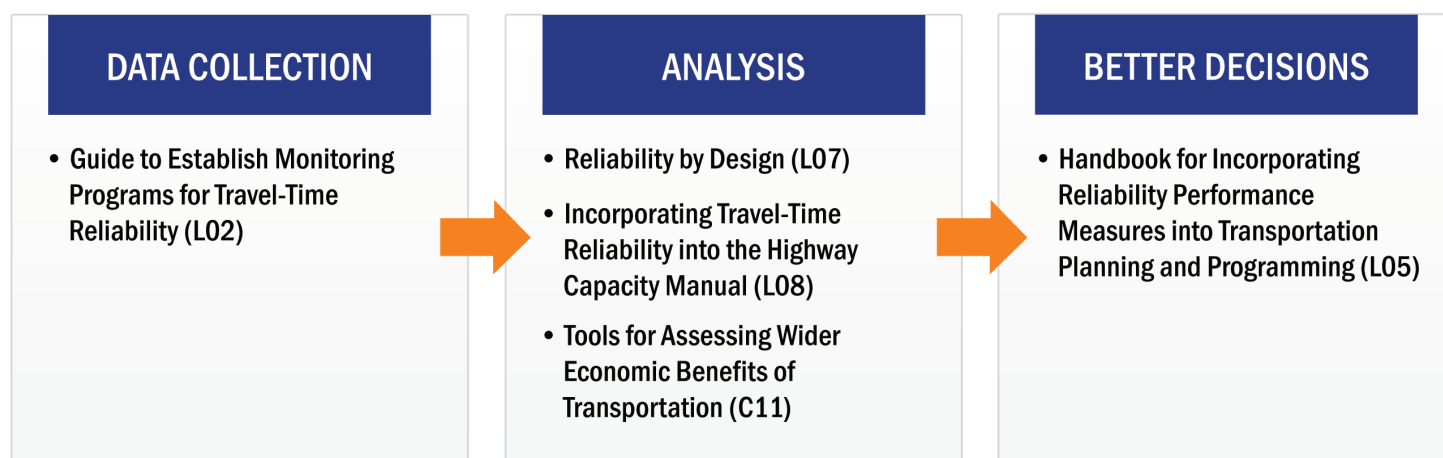 DATA COLLECTION
• Guide to Establish Monitoring
Programs for Travel-Time
Reliability (L02)
ANALYSIS
• Reliability by Design (L07)
• Incorporating Travel-Time
Reliability into the Highway
Capacity Manual (L08)
• Tools for Assessing Wider
Economic Benefits of
Transportation (C11)
BETTER DECISIONS
• Handbook for Incorporating
Reliability Performance
Measures into Transportation
Planning and Programming (L05)